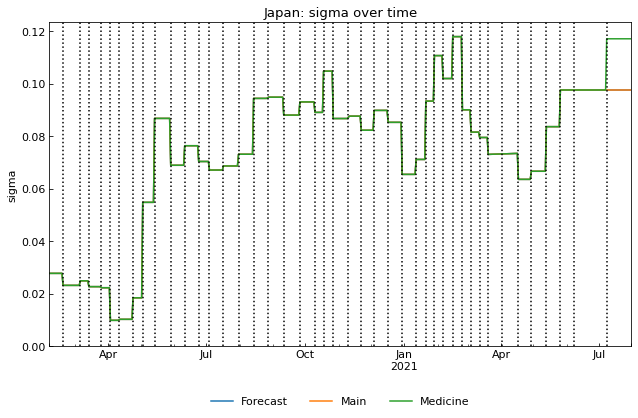 Japan: sigma over time
0.12
0.10
0.08
0.06
0.04
0.02
0.00
sigma
Apr Jul Oct Jan Apr Jul
2021
Forecast Main Medicine